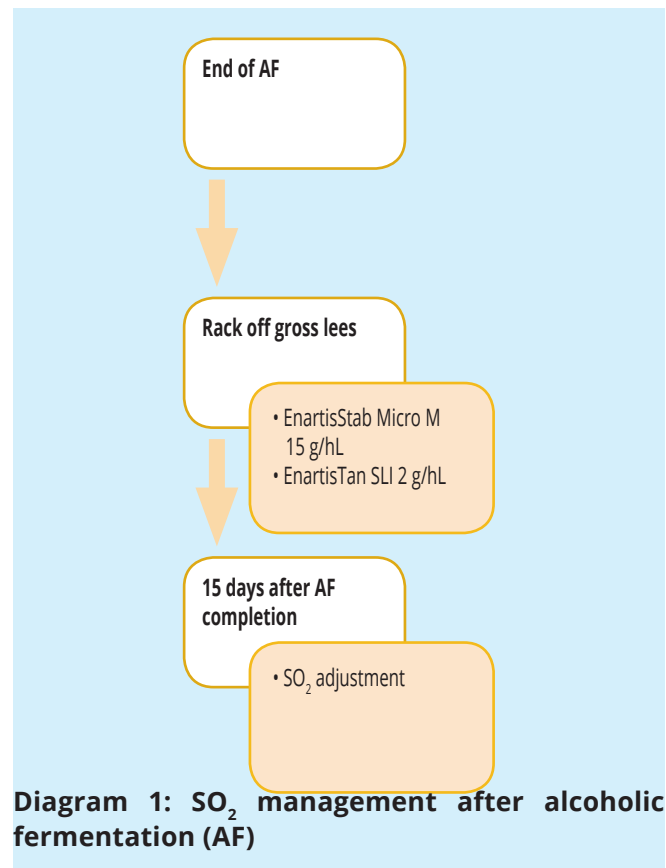 End of AF
Rack off gross lees
• EnartisStab Micro M
15 g/hL
• EnartisTan SLI 2 g/hL
15 days after AF
completion
• SO₂ adjustment
Diagram 1: SO₂ management after alcoholic
fermentation (AF)